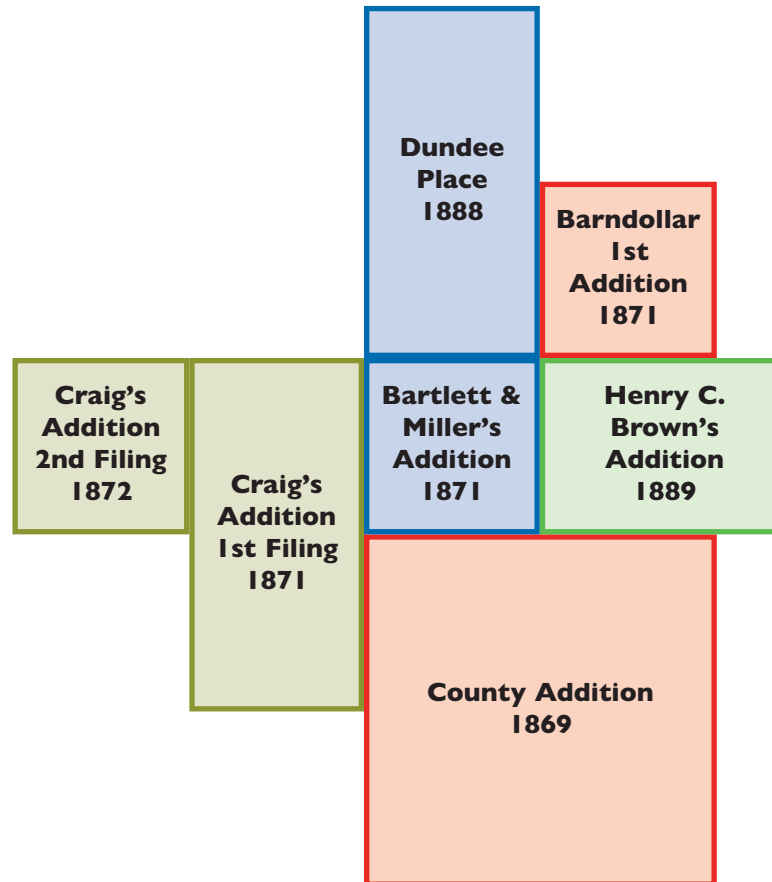 Dundee
Place
1888
Barndollar
1st
Addition
1871
Craig’s
Addition
2nd Filing
1872
Craig’s
Addition
1st Filing
1871
Bartlett &
Miller’s
Addition
1871
Henry C.
Brown’s
Addition
1889
County Addition
1869